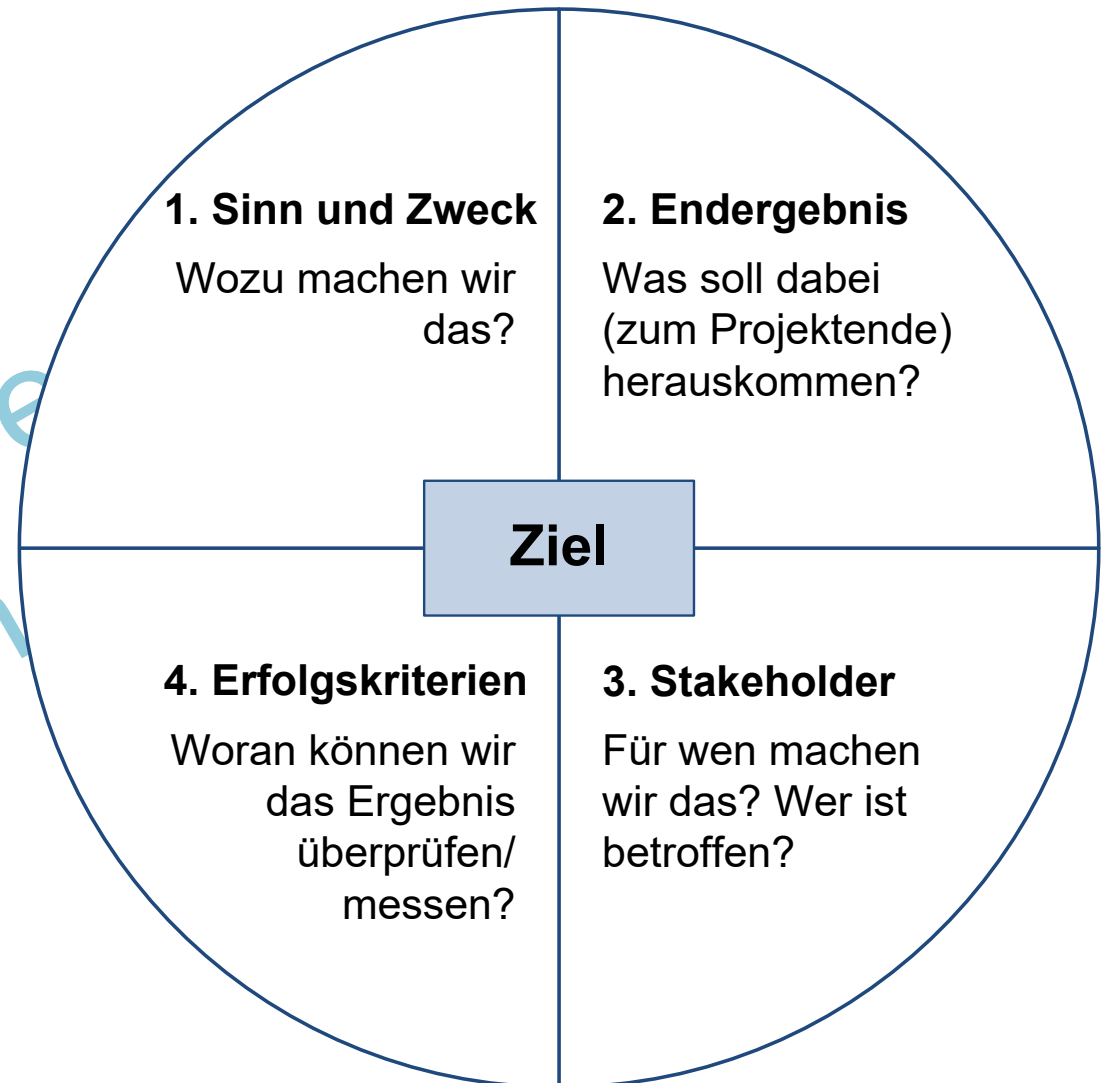 1. Sinn und Zweck
Wozu machen wir
das?
2. Endergebnis
Was soll dabei
(zum Projektende)
herauskommen?
Ziel
4. Erfolgskriterien
Woran können wir
das Ergebnis
überprüfen/
messen?
3. Stakeholder
Für wen machen
wir das? Wer ist
betroffen?